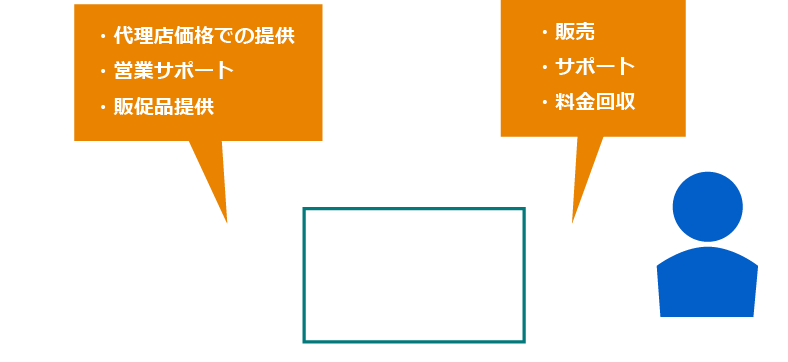 ・代理店価格での提供
・営業サポート
・販促品提供
・販売
・サポート
・料金回収